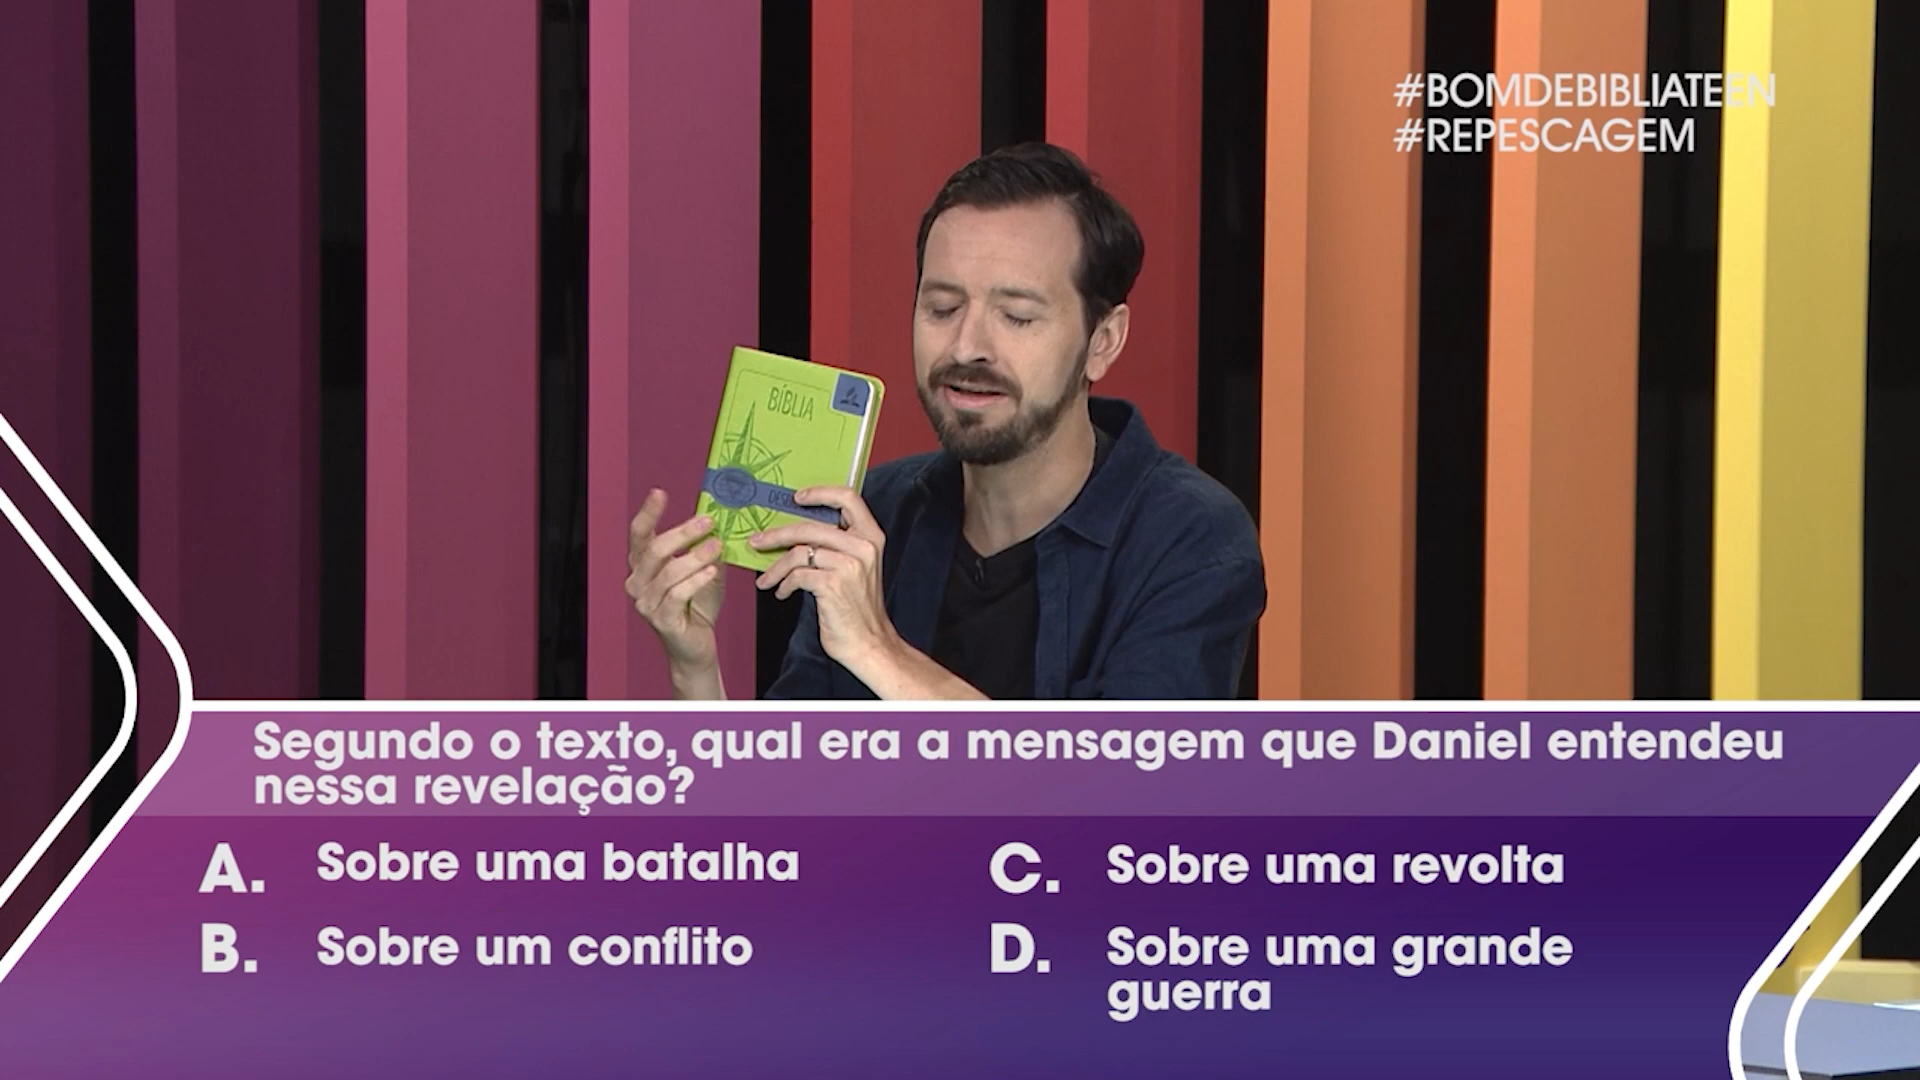 #BOMDEBIBLIATEEN
#REPESCAGEM
BÍBLIA
Segundo o texto, qual era a mensagem que Daniel entendeu
nessa revelação?
A. Sobre uma batalha
B. Sobre um conflito
C. Sobre uma revolta
D. Sobre uma grande
guerra